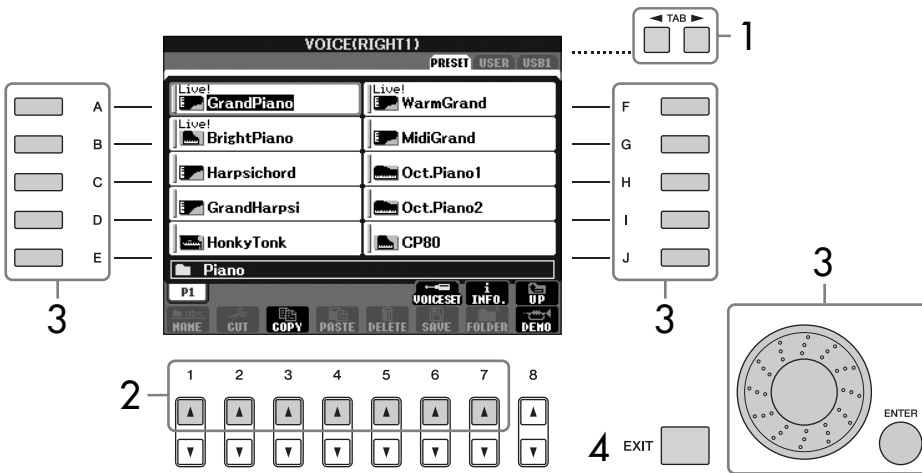 ◄ TAB ►
1
VOICE(RIGHT1)
PRESET USER USB1
Live!
GrandPiano
Live!
WarmGrand
Live!
BrightPiano
MidiGrand
Harpsichord
Oct.Piano1
GrandHarpsi
Oct.Piano2
HonkyTonk
CP80
Piano
P1
VOICESET
i
INFO.
UP
abc
NAME
CUT
COPY
PASTE
DELETE
SAVE
FOLDER
DEMO
A
B
C
D
E
3
F
G
H
I
J
3
3
2
1 2 3 4 5 6 7 8
4
EXIT
ENTER